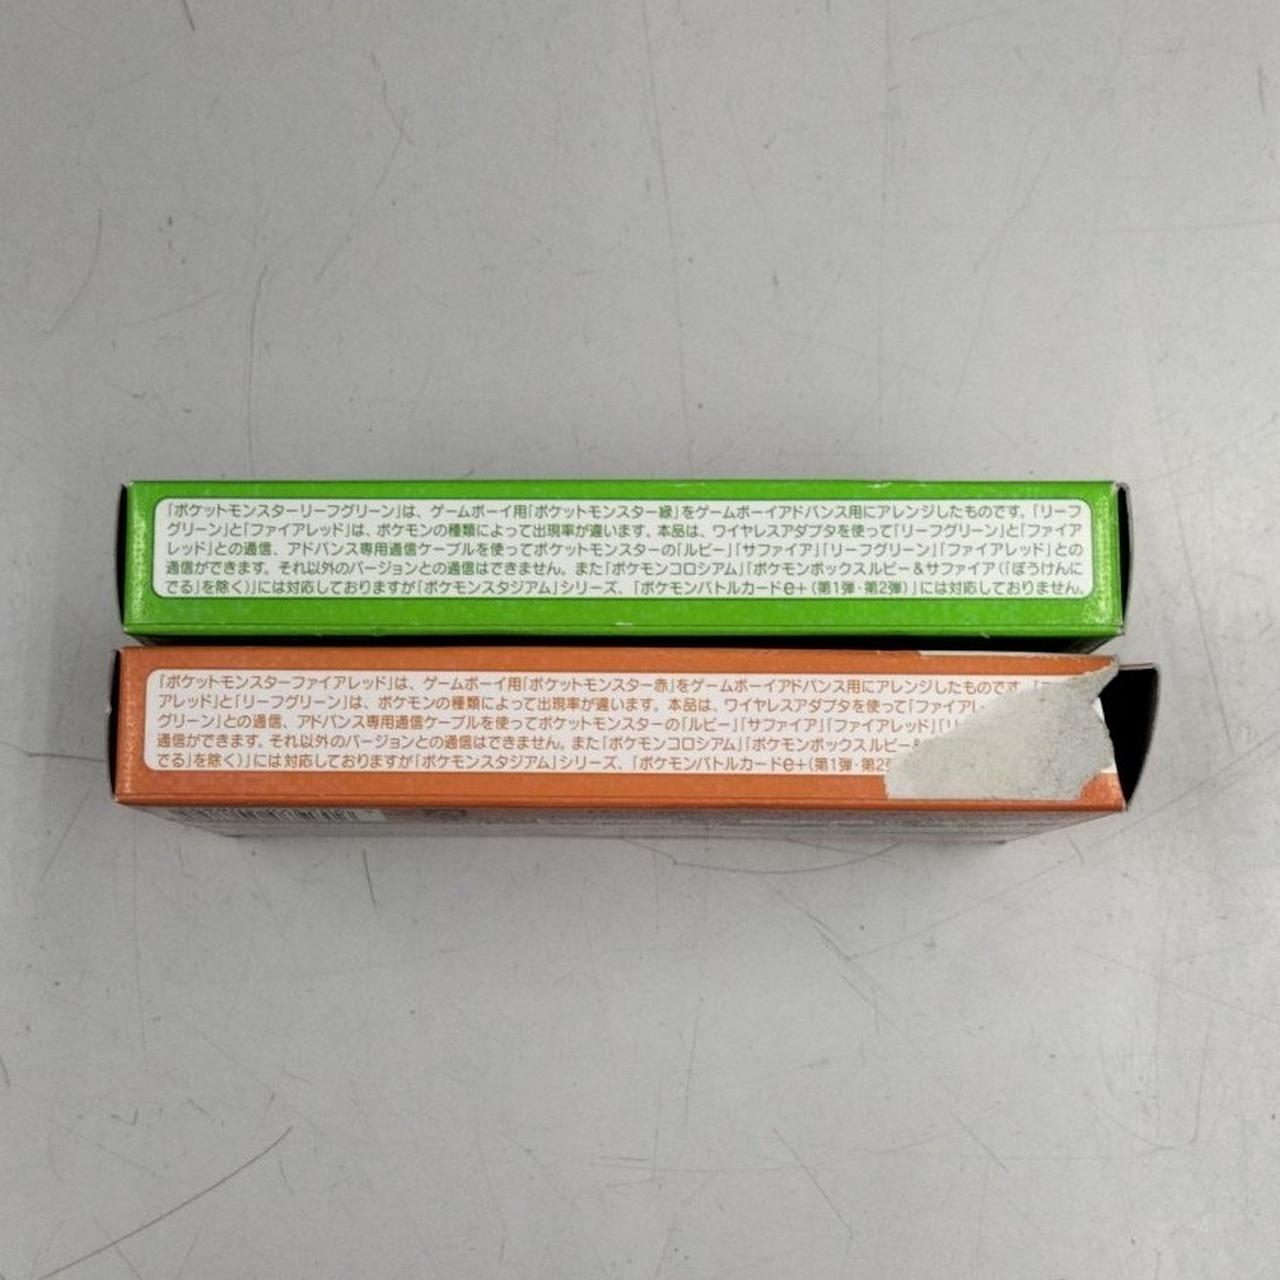 「ポケットモンスターリーフグリーン」は、ゲームボーイ用「ポケットモンスター緑」をゲームボーイアドバンス用にアレンジしたものです。「リーフ
グリーン」と「ファイアレッド」は、ポケモンの種類によって出現率が違います。本品は、ワイヤレスアダプタを使って「リーフグリーン」と「ファイア
レッド」との通信、アドバンス専用通信ケーブルを使ってポケットモンスターの「ルビー」「サファイア」「リーフグリーン」「ファイアレッド」との
通信ができます。それ以外のバージョンとの通信はできません。また「ポケモンコロシアム」「ポケモンボックスルビー&サファイア(「ぼうけんに
でる」を除く)」には対応しておりますが「ポケモンスタジアム」シリーズ、「ポケモンバトルカードe+(第1弾・第2弾)」には対応しておりません。
「ポケットモンスターファイアレッド」は、ゲームボーイ用「ポケットモンスター赤」をゲームボーイアドバンス用にアレンジしたものです。
アレッド」と「リーフグリーン」は、ポケモンの種類によって出現率が違います。本品は、ワイヤレスアダプタを使って「ファイアレ
グリーン」との通信、アドバンス専用通信ケーブルを使ってポケットモンスターの「ルビー」「サファイア」「ファイアレッド」「リ
通信ができます。それ以外のバージョンとの通信はできません。また「ポケモンコロシアム」「ポケモンボックスルビー&
でる」を除く)」には対応しておりますが「ポケモンスタジアム」シリーズ、「ポケモンバトルカードe+(第1弾・第2